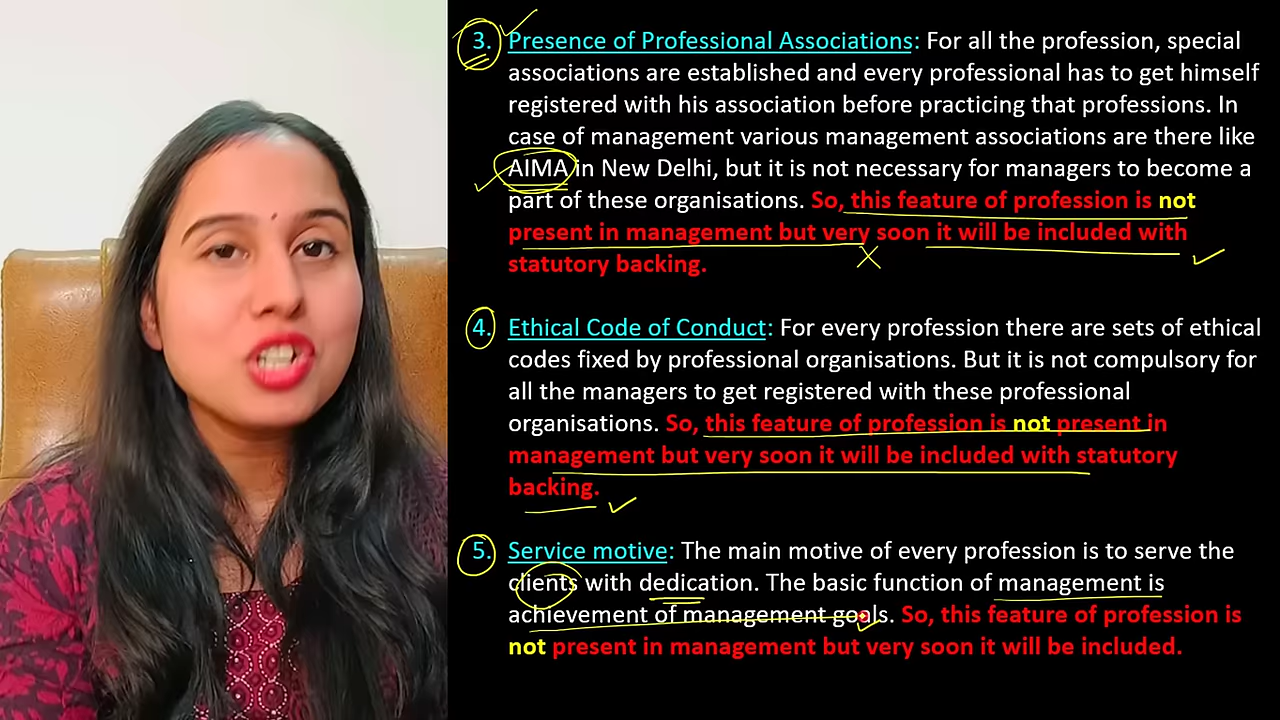 3. Presence of Professional Associations: For all the profession, special
associations are established and every professional has to get himself
registered with his association before practicing that professions. In
case of management various management associations are there like
AIMA in New Delhi, but it is not necessary for managers to become a
part of these organisations. So, this feature of profession is not
present in management but very soon it will be included with
statutory backing.
4. Ethical Code of Conduct: For every profession there are sets of ethical
codes fixed by professional organisations. But it is not compulsory for
all the managers to get registered with these professional
organisations. So, this feature of profession is not present in
management but very soon it will be included with statutory
backing.
5. Service motive: The main motive of every profession is to serve the
clients with dedication. The basic function of management is
achievement of management goals. So, this feature of profession is
not present in management but very soon it will be included.